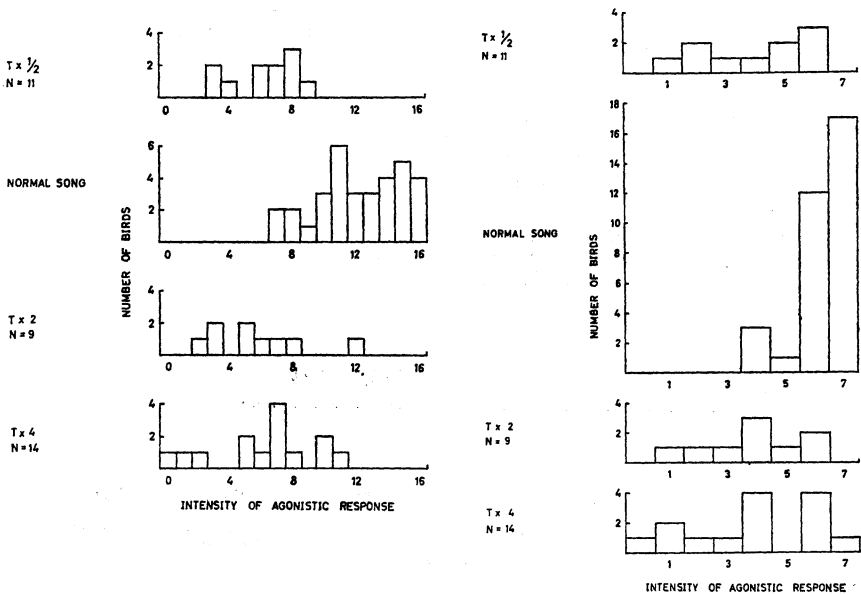 T x ½
N = 11
4
2
0 4 8 12 16
NORMAL SONG
NUMBER OF BIRDS
6
4
2
0 4 8 12 16
T x 2
N = 9
4
2
0 4 8 12 16
T x 4
N = 14
4
2
0 4 8 12 16
INTENSITY OF AGONISTIC RESPONSE
T x ½
N = 11
4
2
1 3 5 7
NORMAL SONG
NUMBER OF BIRDS
18
16
14
12
10
8
6
4
2
1 3 5 7
T x 2
N = 9
4
2
1 3 5 7
T x 4
N = 14
4
2
1 3 5 7
INTENSITY OF AGONISTIC RESPONSE